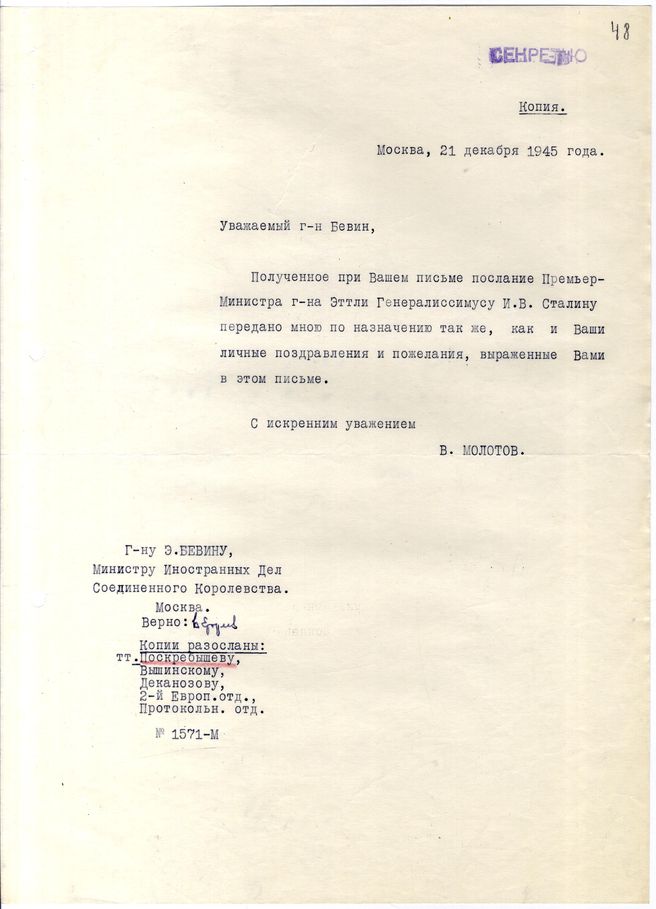 48
СЕКРЕТНО
Копия.
Москва, 21 декабря 1945 года.
Уважаемый г-н Бевин,
Полученное при Вашем письме послание Премьер-
Министра г-на Эттли Генералиссимусу И.В. Сталину
передано мною по назначению так же, как и Ваши
личные поздравления и пожелания, выраженные Вами
в этом письме.
С искренним уважением
В. МОЛОТОВ.
Г-ну Э.БЕВИНУ,
Министру Иностранных Дел
Соединенного Королевства.
Москва.
Верно:
Копии разосланы:
тт.Поскребышеву,
Вышинскому,
Деканозову,
2-й Европ.отд.,
Протокольн. отд.
№ 1571-М